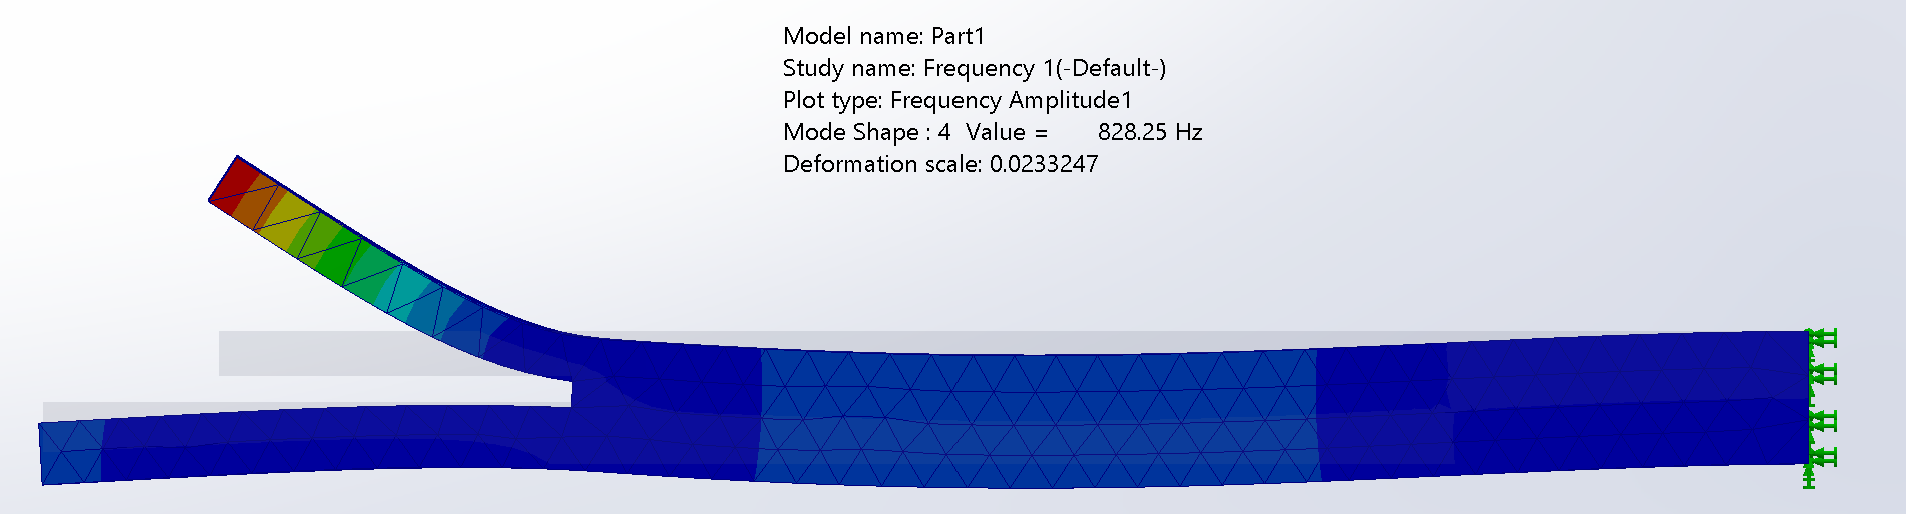 Model name: Part1
Study name: Frequency 1(-Default-)
Plot type: Frequency Amplitude1
Mode Shape : 4 Value = 828.25 Hz
Deformation scale: 0.0233247